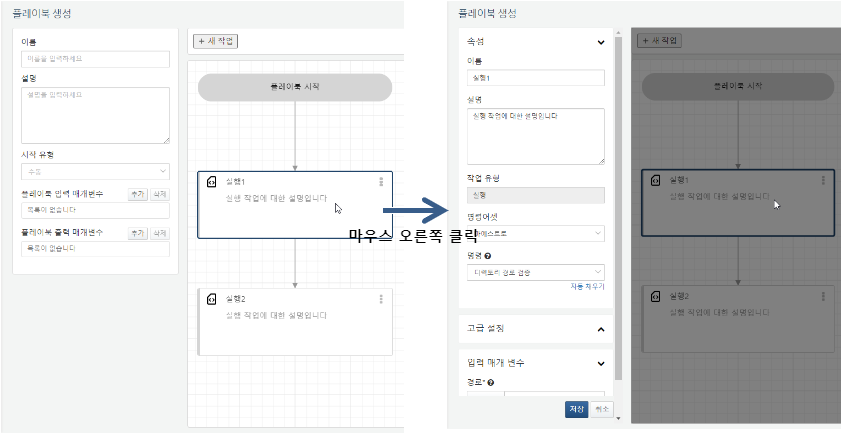 플레이북 생성
이름
이름을 입력하세요
설명
설명을 입력하세요
시작 유형
수동
플레이북 입력 매개변수 추가 삭제
목록이 없습니다
플레이북 출력 매개변수 추가 삭제
목록이 없습니다
+ 새 작업
플레이북 시작
실행1
실행 작업에 대한 설명입니다
실행2
실행 작업에 대한 설명입니다
마우스 오른쪽 클릭
플레이북 생성
속성
이름
실행1
설명
실행 작업에 대한 설명입니다
작업 유형
실행
명령어셋
마에스트로
명령
디렉토리 경로 검증
자동 채우기
고급 설정
입력 매개 변수
경로*
저장 취소
+ 새 작업
플레이북 시작
실행1
실행 작업에 대한 설명입니다
실행2
실행 작업에 대한 설명입니다